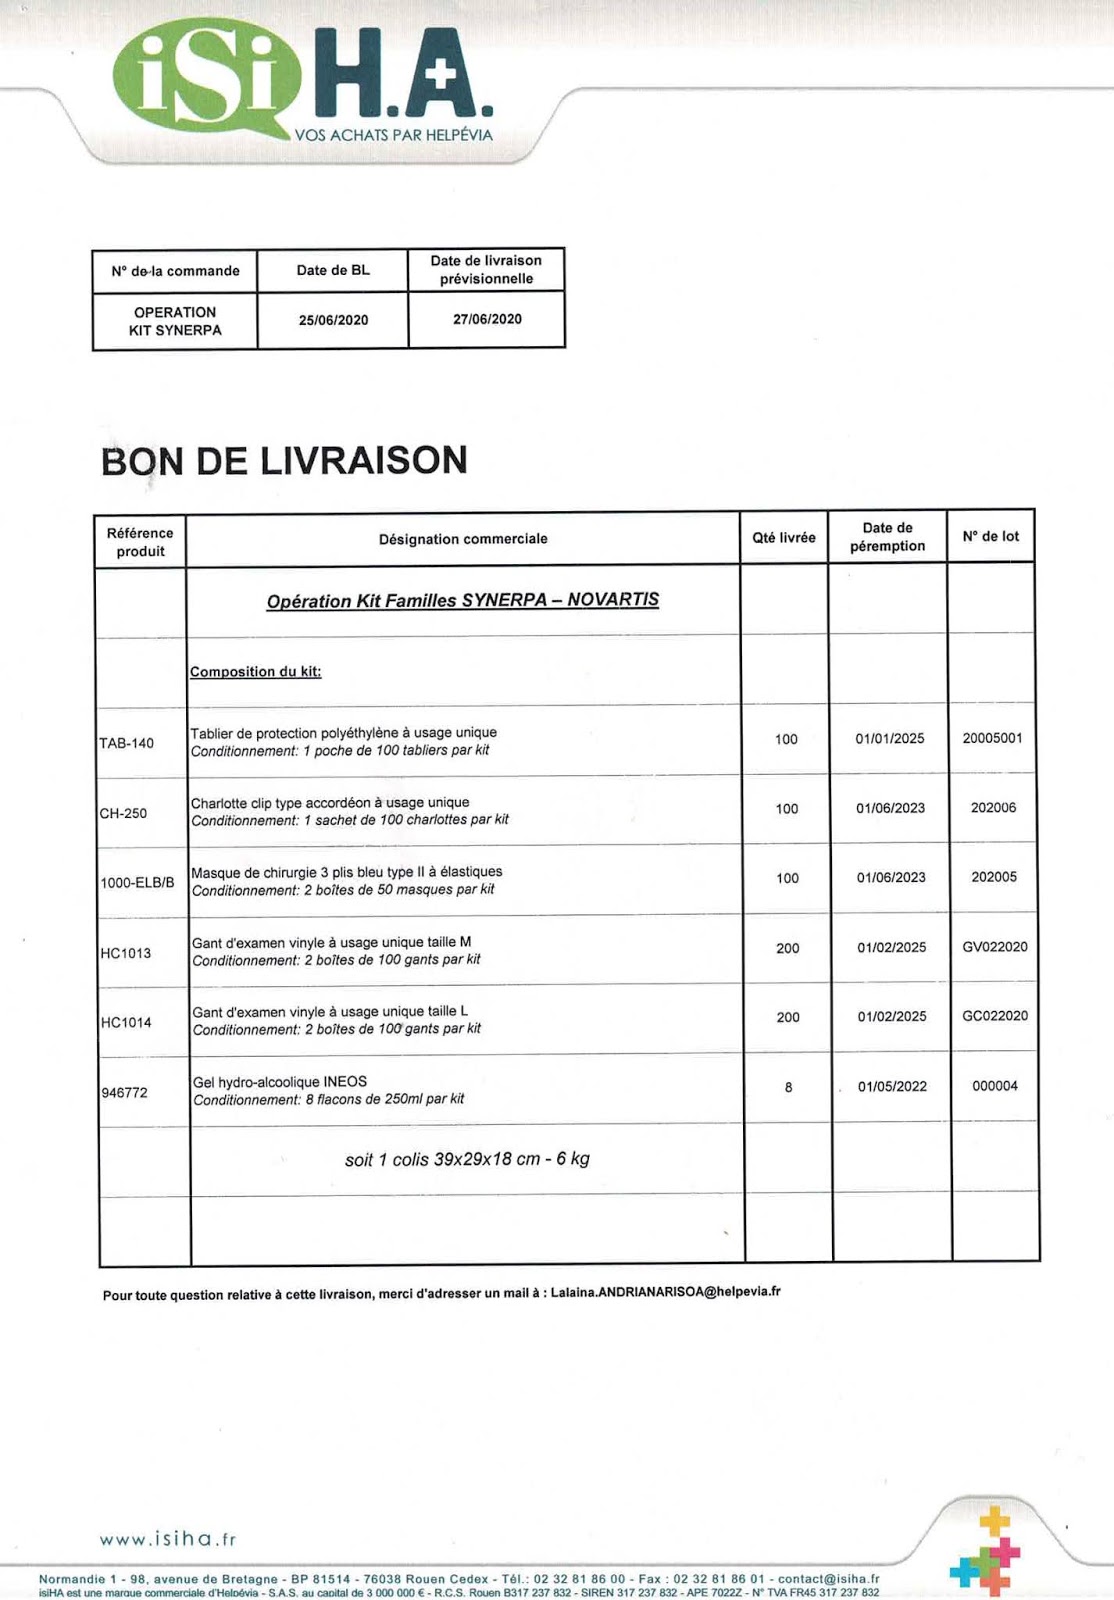 iSi H.A.
VOS ACHATS PAR HELPÉVIA
N° de la commande
Date de BL
Date de livraison
prévisionnelle
OPERATION
KIT SYNERPA
25/06/2020
27/06/2020
BON DE LIVRAISON
Référence
produit
Désignation commerciale
Qté livrée
Date de
péremption
N° de lot
Opération Kit Familles SYNERPA – NOVARTIS
Composition du kit:
TAB-140
Tablier de protection polyéthylène à usage unique
Conditionnement: 1 poche de 100 tabliers par kit
100
01/01/2025
20005001
CH-250
Charlotte clip type accordéon à usage unique
Conditionnement: 1 sachet de 100 charlottes par kit
100
01/06/2023
202006
1000-ELB/B
Masque de chirurgie 3 plis bleu type II à élastiques
Conditionnement: 2 boîtes de 50 masques par kit
100
01/06/2023
202005
HC1013
Gant d'examen vinyle à usage unique taille M
Conditionnement: 2 boîtes de 100 gants par kit
200
01/02/2025
GV022020
HC1014
Gant d'examen vinyle à usage unique taille L
Conditionnement: 2 boîtes de 100 gants par kit
200
01/02/2025
GC022020
946772
Gel hydro-alcoolique INEOS
Conditionnement: 8 flacons de 250ml par kit
8
01/05/2022
000004
soit 1 colis 39x29x18 cm - 6 kg
Pour toute question relative à cette livraison, merci d'adresser un mail à : Lalaina.ANDRIANARISOA@helpevia.fr
www.isiha.fr
Normandie 1 - 98, avenue de Bretagne - BP 81514 - 76038 Rouen Cedex - Tél.: 02 32 81 86 00 - Fax : 02 32 81 86 01 - contact@isiha.fr
isiHA est une marque commerciale d'Helpévia - S.A.S. au capital de 3 000 000 € - R.C.S. Rouen B317 237 832 - SIREN 317 237 832 - APE 7022Z - N° TVA FR45 317 237 832